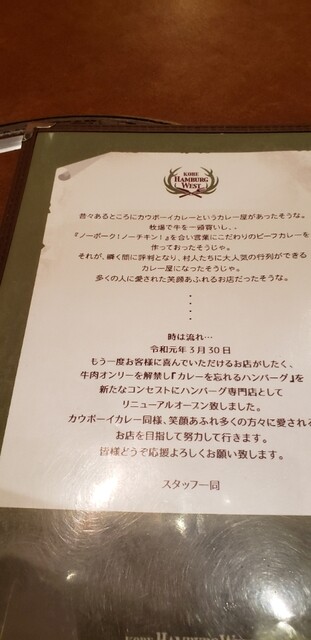 KOBE
HAMBURG
WEST
昔々あるところにカウボーイカレーというカレー屋があったそうな。
牧場で牛を一頭買いし、、
『ノーポーク!ノーチキン!』を合い言葉にこだわりのビーフカレーを
作っておったそうじゃ。
それが、瞬く間に評判となり、村人たちに大人気の行列ができる
カレー屋になったそうじゃ。
多くの人に愛された笑顔あふれるお店だったそうな。
・
・
・
・
時は流れ…
令和元年3月30日
もう一度お客様に喜んでいただけるお店がしたく、
牛肉オンリーを解禁し『カレーを忘れるハンバーグ』を
新たなコンセプトにハンバーグ専門店として
リニューアルオープン致しました。
カウボーイカレー同様、笑顔あふれ多くの方々に愛される
お店を目指して努力して行きます。
皆様どうぞ応援よろしくお願い致します。
スタッフ一同
KOBE HAMBURG WE